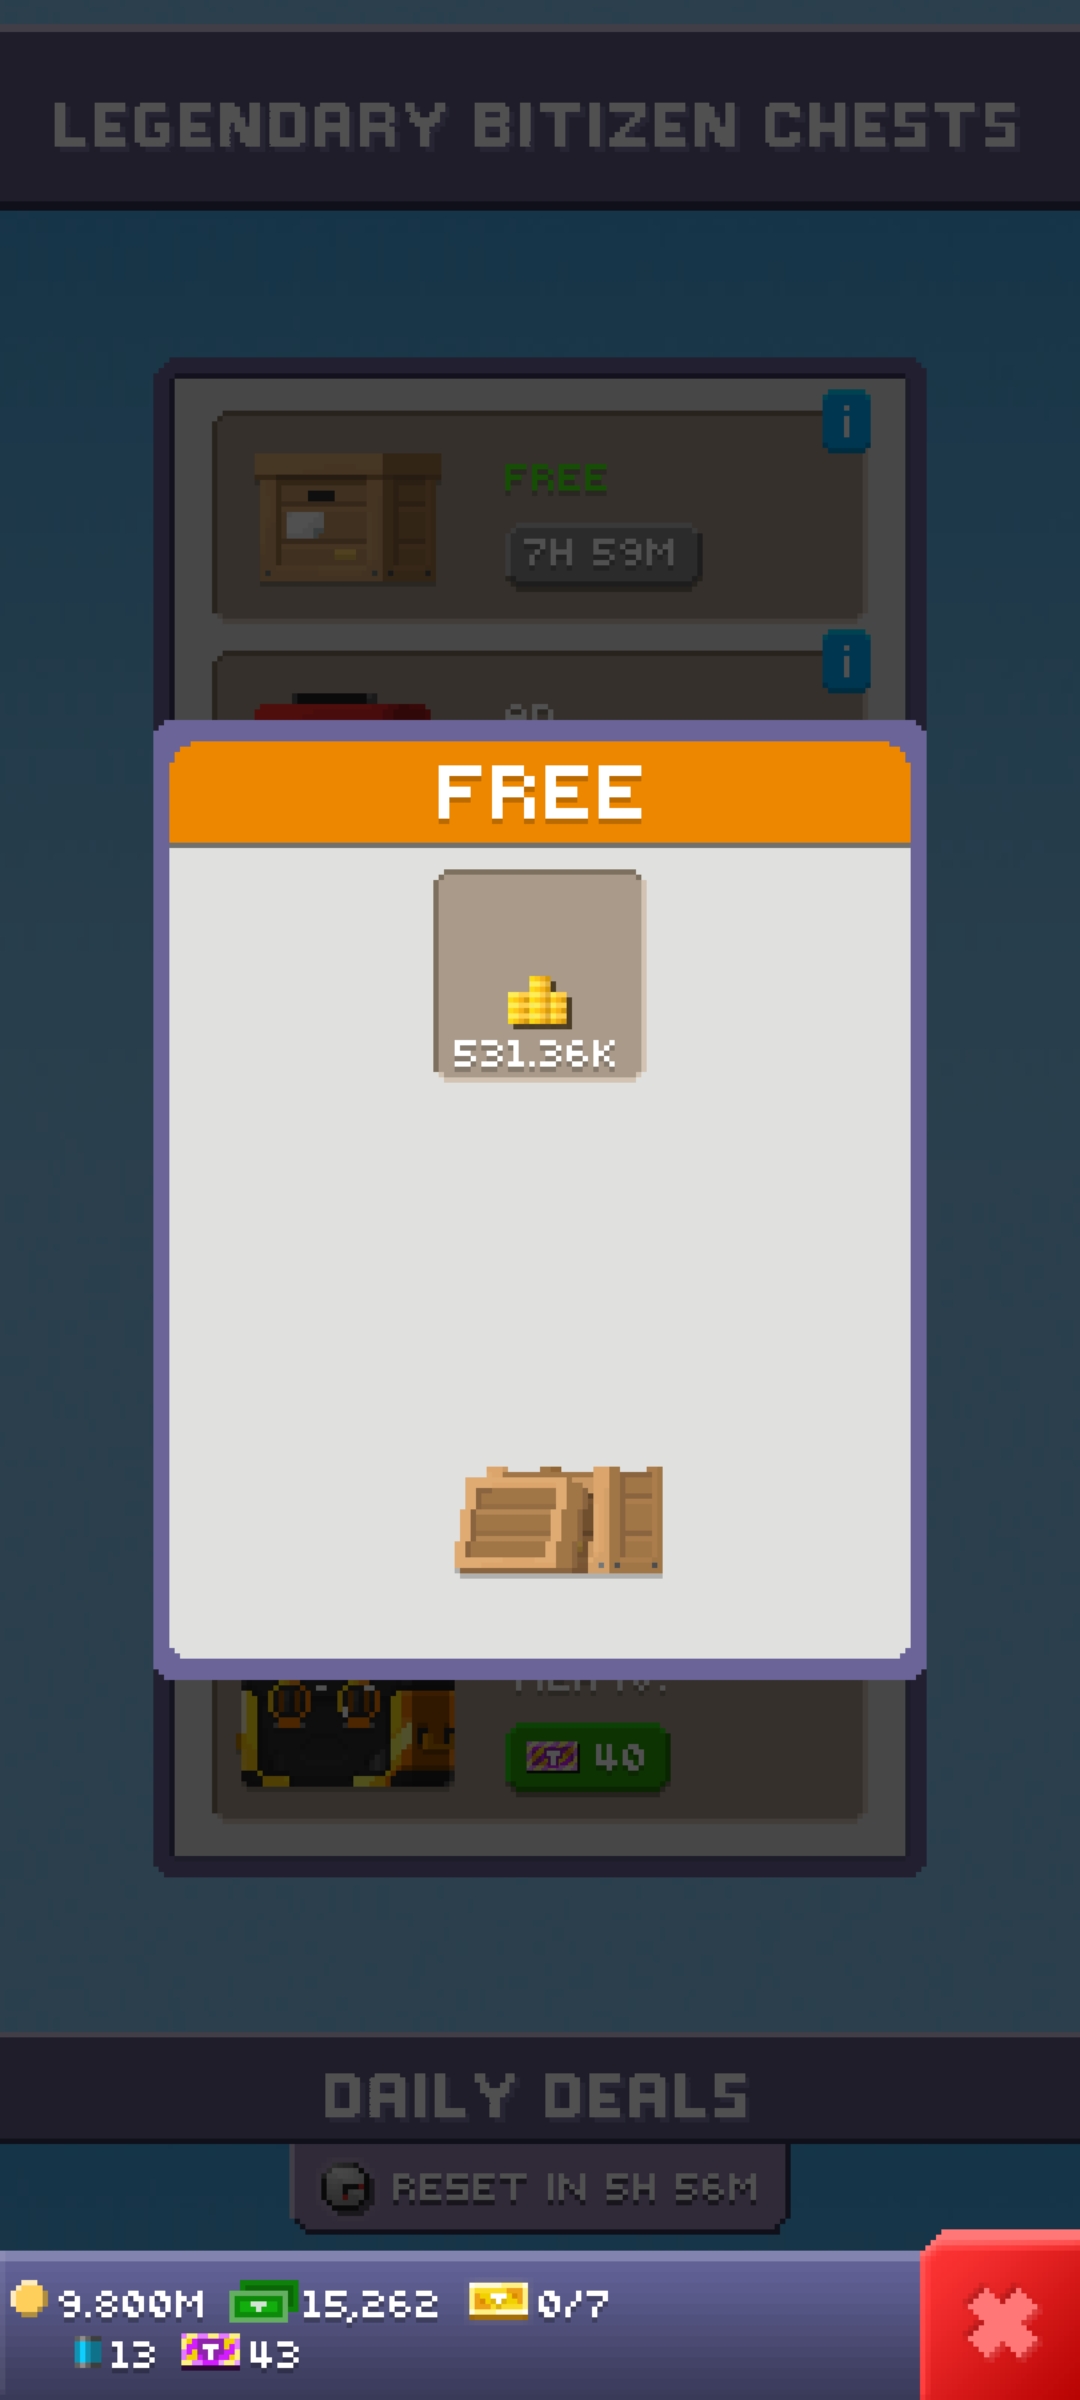 LEGENDARY BITIZEN CHESTS
i
FREE
7H 59M
i
AD
FREE
531.36K
40
DAILY DEALS
RESET IN 5H 56M
9.800M 15,262 0/7
13 43